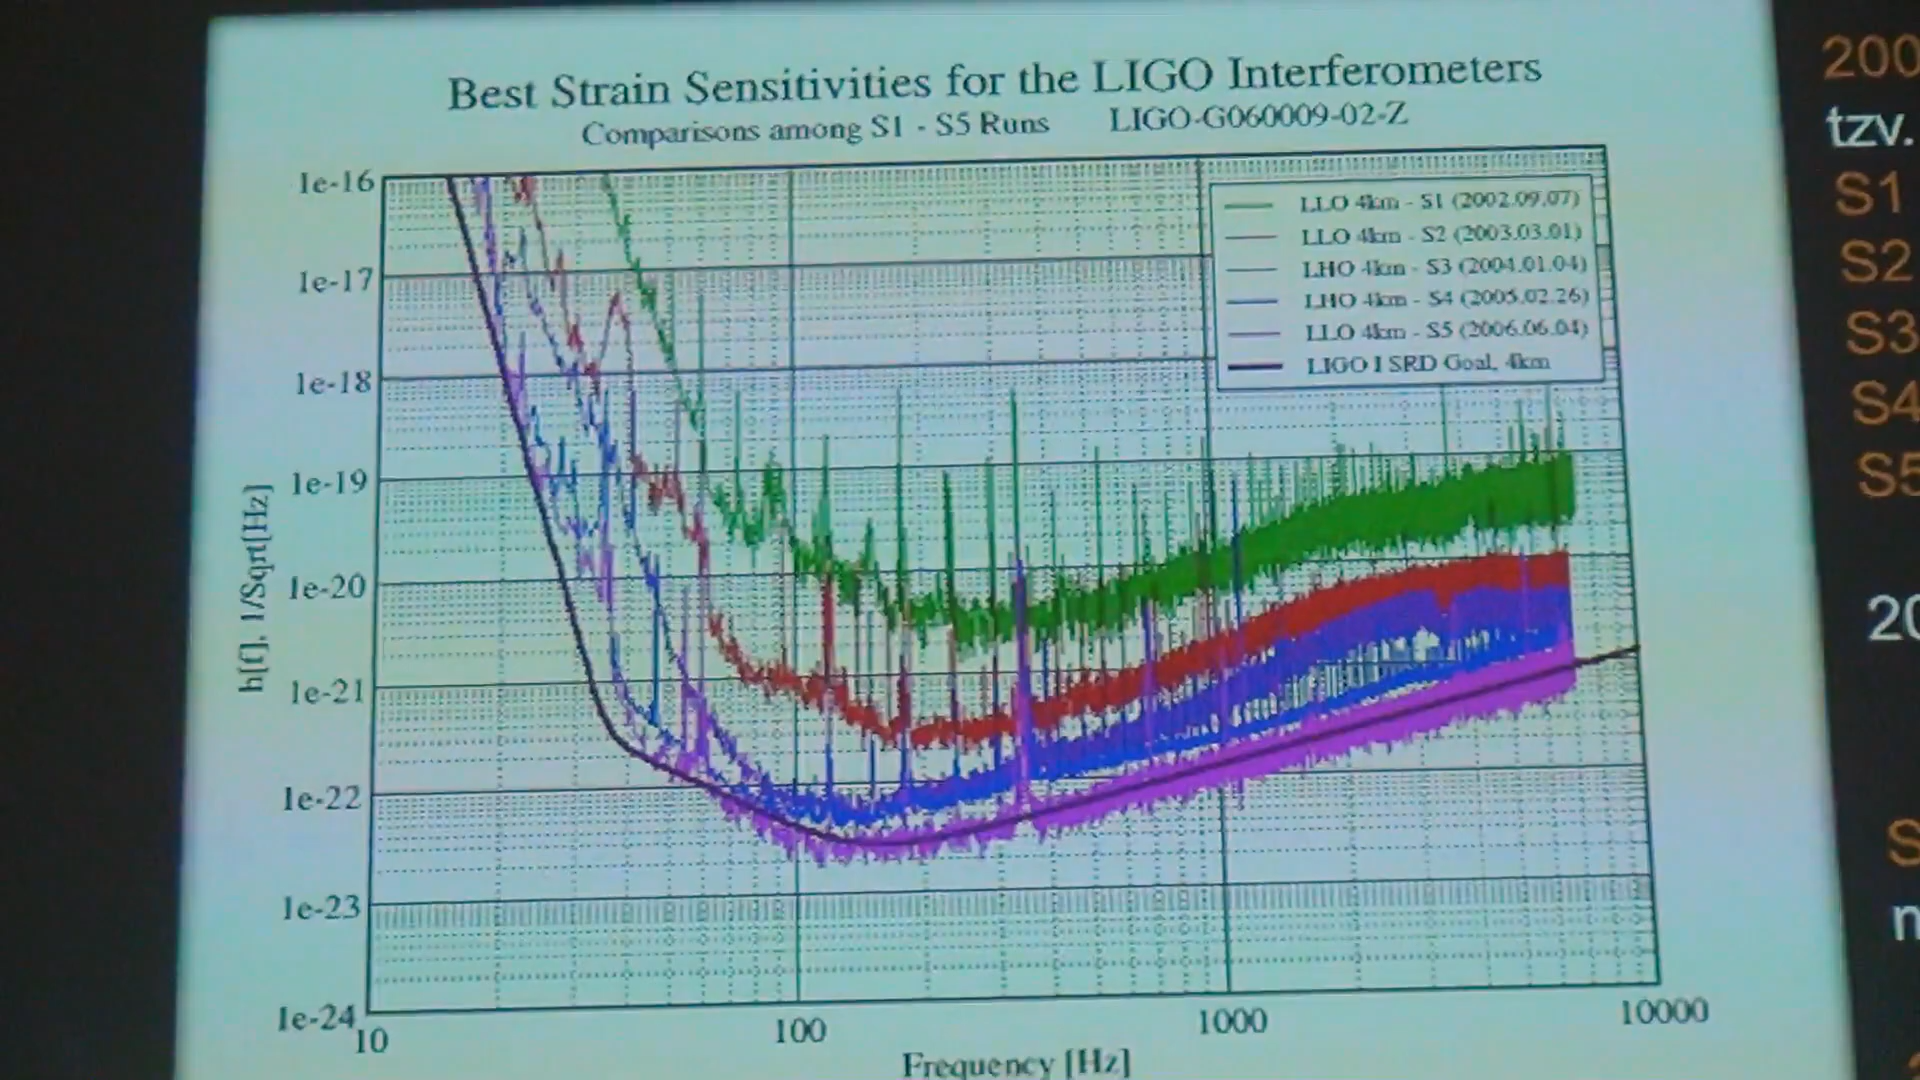 Best Strain Sensitivities for the LIGO Interferometers
Comparisons among S1 - S5 Runs LIGO-G060009-02-Z
1e-16
1e-17
1e-18
1e-19
1e-20
1e-21
1e-22
1e-23
1e-24
h[f], 1/Sqrt[Hz]
LLO 4km - S1 (2002.09.07)
LLO 4km - S2 (2003.03.01)
LHO 4km - S3 (2004.01.04)
LHO 4km - S4 (2005.02.26)
LLO 4km - S5 (2006.06.04)
LIGO I SRD Goal, 4km
10
100
1000
10000
Frequency [Hz]
200
tzv.
S1
S2
S3
S4
S5
20
S
n